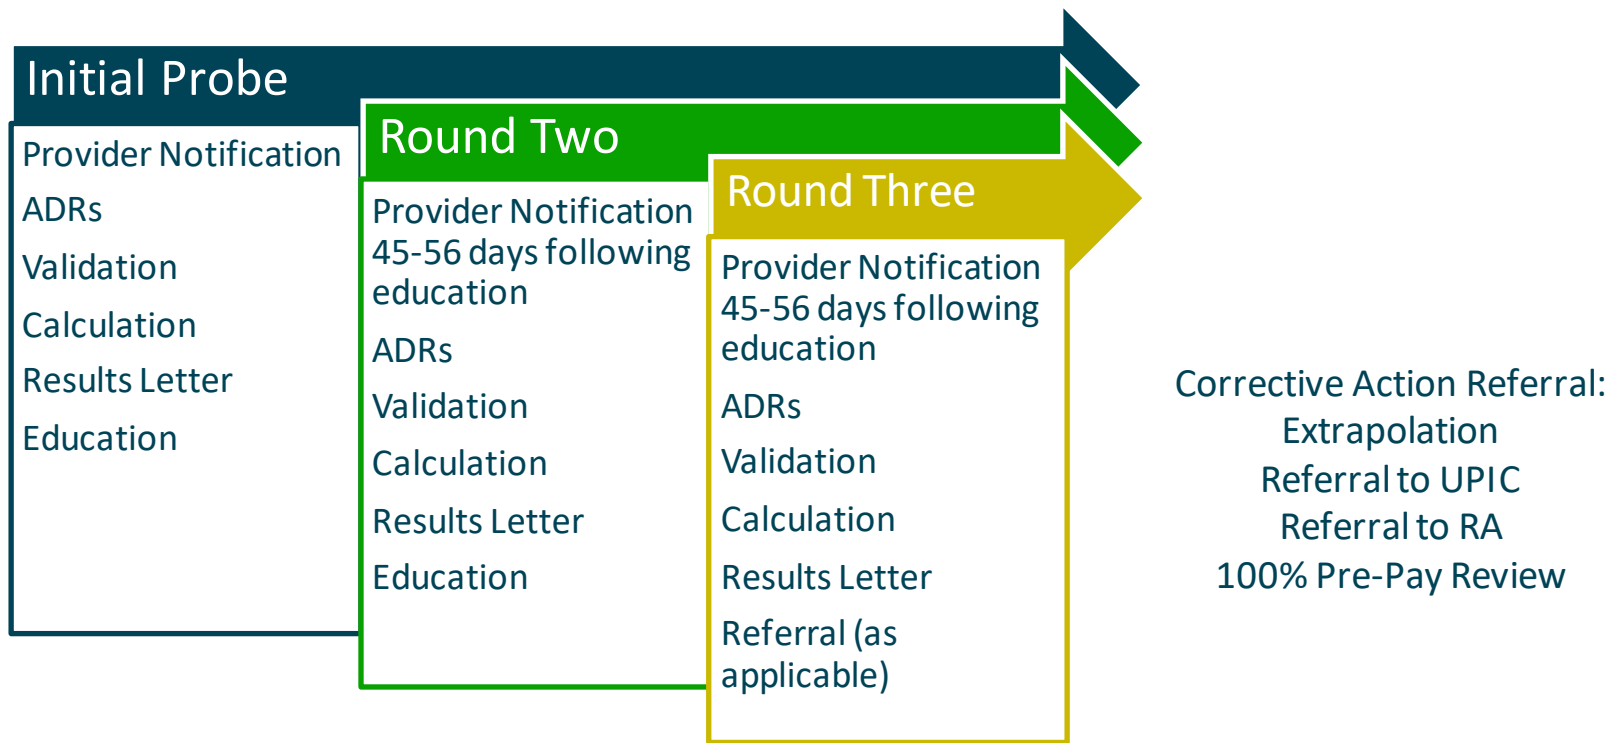 Initial Probe
Provider Notification
ADRs
Validation
Calculation
Results Letter
Education
Round Two
Provider Notification
45-56 days following
education
ADRs
Validation
Calculation
Results Letter
Education
Round Three
Provider Notification
45-56 days following
education
ADRs
Validation
Calculation
Results Letter
Referral (as
applicable)
Corrective Action Referral:
Extrapolation
Referral to UPIC
Referral to RA
100% Pre-Pay Review